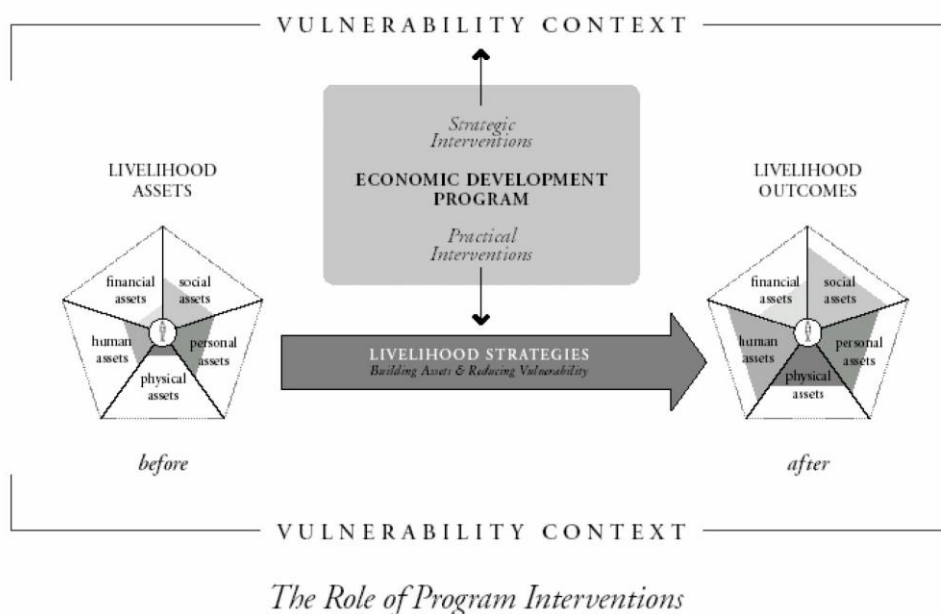 VULNERABILITY CONTEXT
Strategic
Interventions
ECONOMIC DEVELOPMENT
PROGRAM
Practical
Interventions
LIVELIHOOD
ASSETS
financial
assets
social
assets
human
assets
personal
assets
physical
assets
before
LIVELIHOOD STRATEGIES
Building Assets & Reducing Vulnerability
LIVELIHOOD
OUTCOMES
financial
assets
social
assets
human
assets
personal
assets
physical
assets
after
VULNERABILITY CONTEXT
The Role of Program Interventions